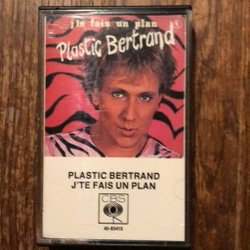 j'te fais un plan
Plastic Bertrand
PLASTIC BERTRAND
J'TE FAIS UN PLAN
CBS
40-82415